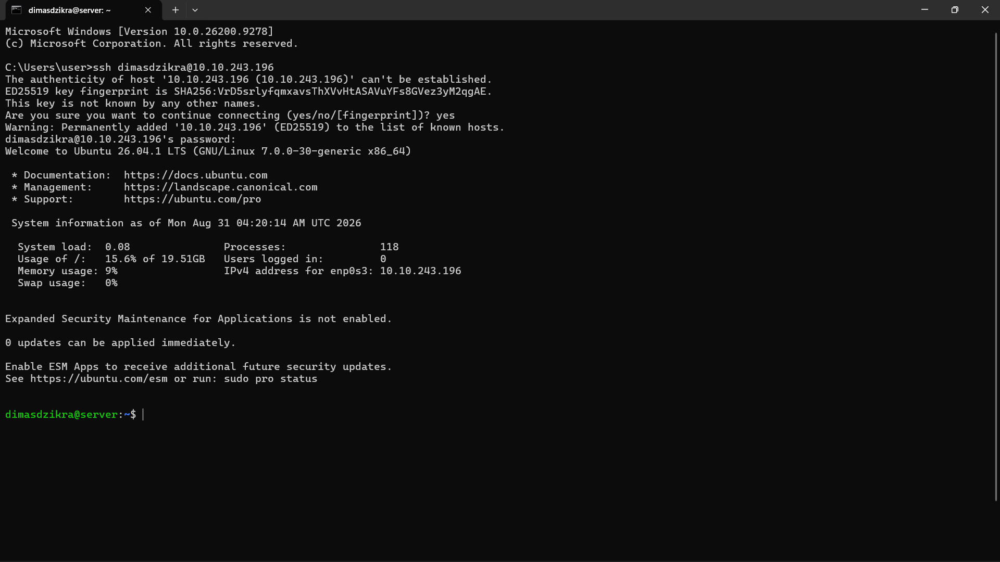 dimasdzikra@server: ~
Microsoft Windows [Version 10.0.26200.9278]
(c) Microsoft Corporation. All rights reserved.
C:\Users\user>ssh dimasdzikra@10.10.243.196
The authenticity of host '10.10.243.196 (10.10.243.196)' can't be established.
ED25519 key fingerprint is SHA256:VrD5srlyfqmxavsThXVvHtASAVuYFs8GVez3yM2qgAE.
This key is not known by any other names.
Are you sure you want to continue connecting (yes/no/[fingerprint])? yes
Warning: Permanently added '10.10.243.196' (ED25519) to the list of known hosts.
dimasdzikra@10.10.243.196's password:
Welcome to Ubuntu 26.04.1 LTS (GNU/Linux 7.0.0-30-generic x86_64)
 * Documentation:  https://docs.ubuntu.com
 * Management:     https://landscape.canonical.com
 * Support:        https://ubuntu.com/pro
 System information as of Mon Aug 31 04:20:14 AM UTC 2026
  System load:  0.08               Processes:               118
  Usage of /:   15.6% of 19.51GB   Users logged in:         0
  Memory usage: 9%                 IPv4 address for enp0s3: 10.10.243.196
  Swap usage:   0%
Expanded Security Maintenance for Applications is not enabled.
0 updates can be applied immediately.
Enable ESM Apps to receive additional future security updates.
See https://ubuntu.com/esm or run: sudo pro status
dimasdzikra@server:~$